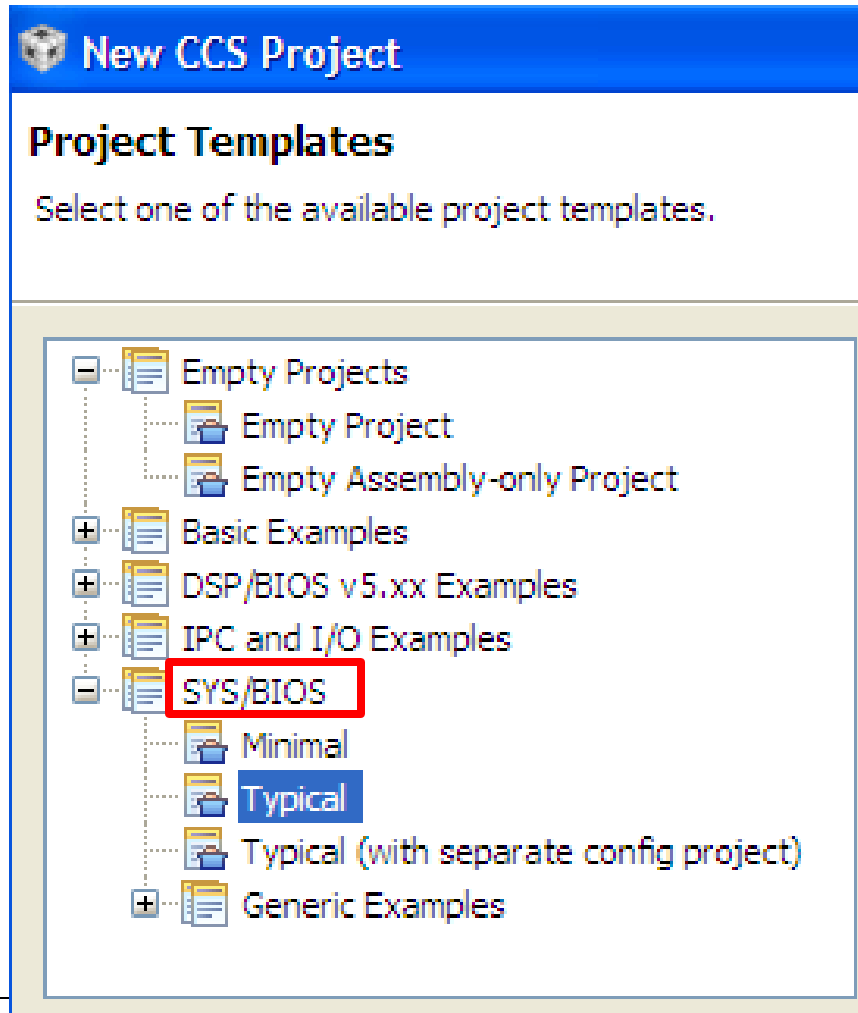 New CCS Project
Project Templates
Select one of the available project templates.
Empty Projects
Empty Project
Empty Assembly-only Project
Basic Examples
DSP/BIOS v5.xx Examples
IPC and I/O Examples
SYS/BIOS
Minimal
Typical
Typical (with separate config project)
Generic Examples